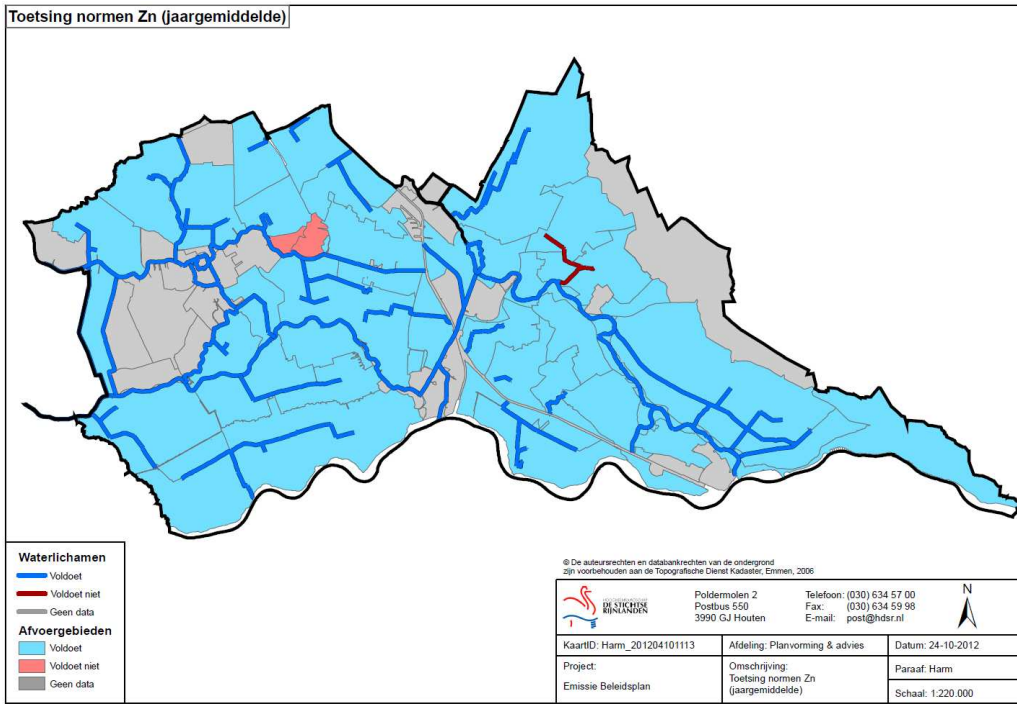 Toetsing normen Zn (jaargemiddelde)
Waterlichamen
Voldoet
Voldoet niet
Geen data
Afvoergebieden
Voldoet
Voldoet niet
Geen data
© De auteursrechten en databankrechten van de ondergrond
zijn voorbehouden aan de Topografische Dienst Kadaster, Emmen, 2006
HOOGHEEMRAADSCHAP
DE STICHTSE
RIJNLANDEN
Poldermolen 2
Postbus 550
3990 GJ Houten
Telefoon: (030) 634 57 00
Fax: (030) 634 59 98
E-mail: post@hdsr.nl
N
KaartID: Harm_201204101113
Afdeling: Planvorming & advies
Datum: 24-10-2012
Project:
Emissie Beleidsplan
Omschrijving:
Toetsing normen Zn
(jaargemiddelde)
Paraaf: Harm
Schaal: 1:220.000